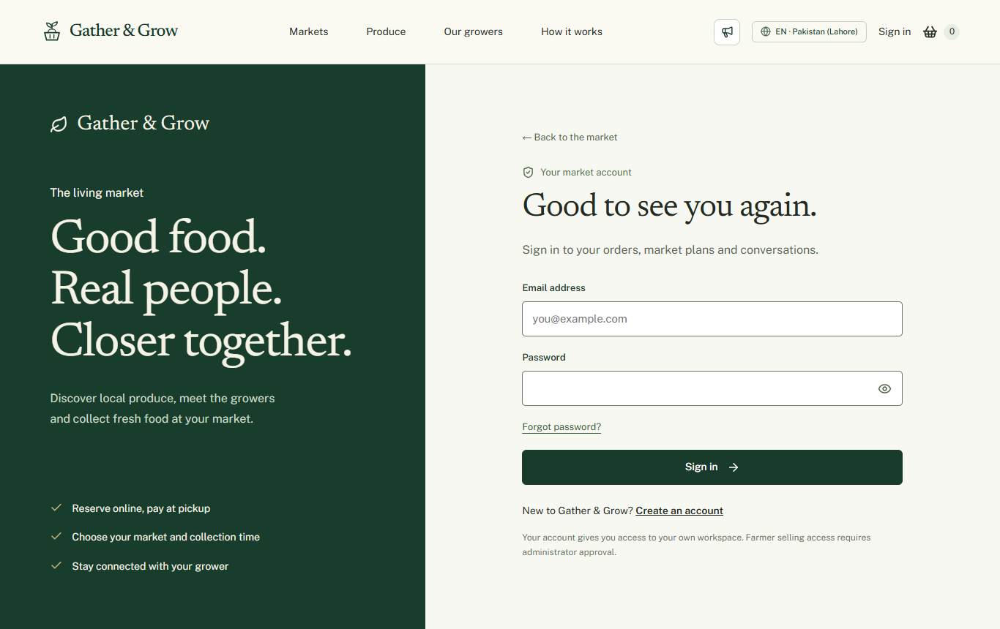 Gather & Grow
Markets
Produce
Our growers
How it works
EN · Pakistan (Lahore)
Sign in
0
Gather & Grow
The living market
Good food.
Real people.
Closer together.
Discover local produce, meet the growers
and collect fresh food at your market.
Reserve online, pay at pickup
Choose your market and collection time
Stay connected with your grower
← Back to the market
Your market account
Good to see you again.
Sign in to your orders, market plans and conversations.
Email address
you@example.com
Password
Forgot password?
Sign in →
New to Gather & Grow? Create an account
Your account gives you access to your own workspace. Farmer selling access requires
administrator approval.